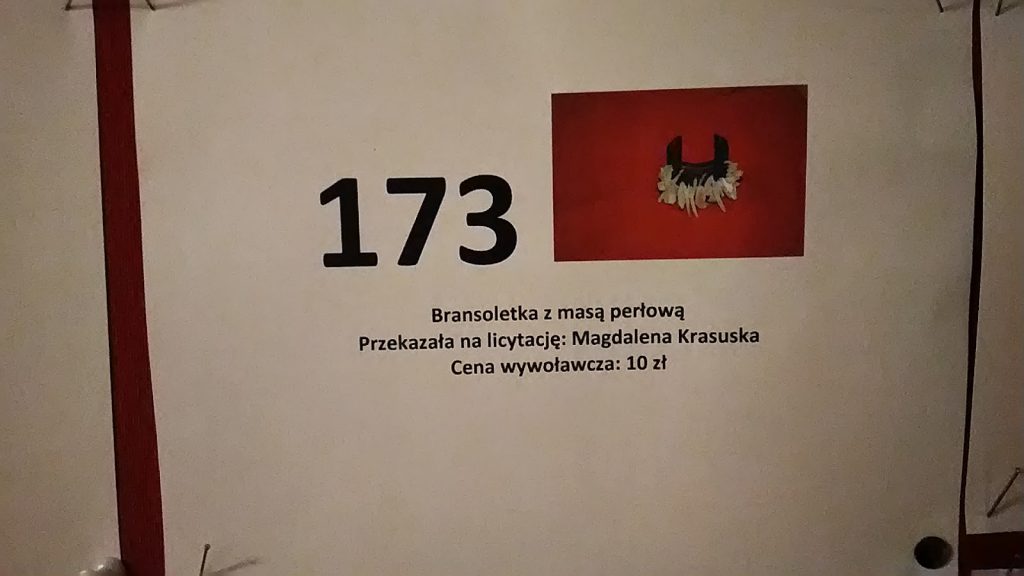 173
Bransoletka z masą perłową
Przekazała na licytację: Magdalena Krasuska
Cena wywoławcza: 10 zł